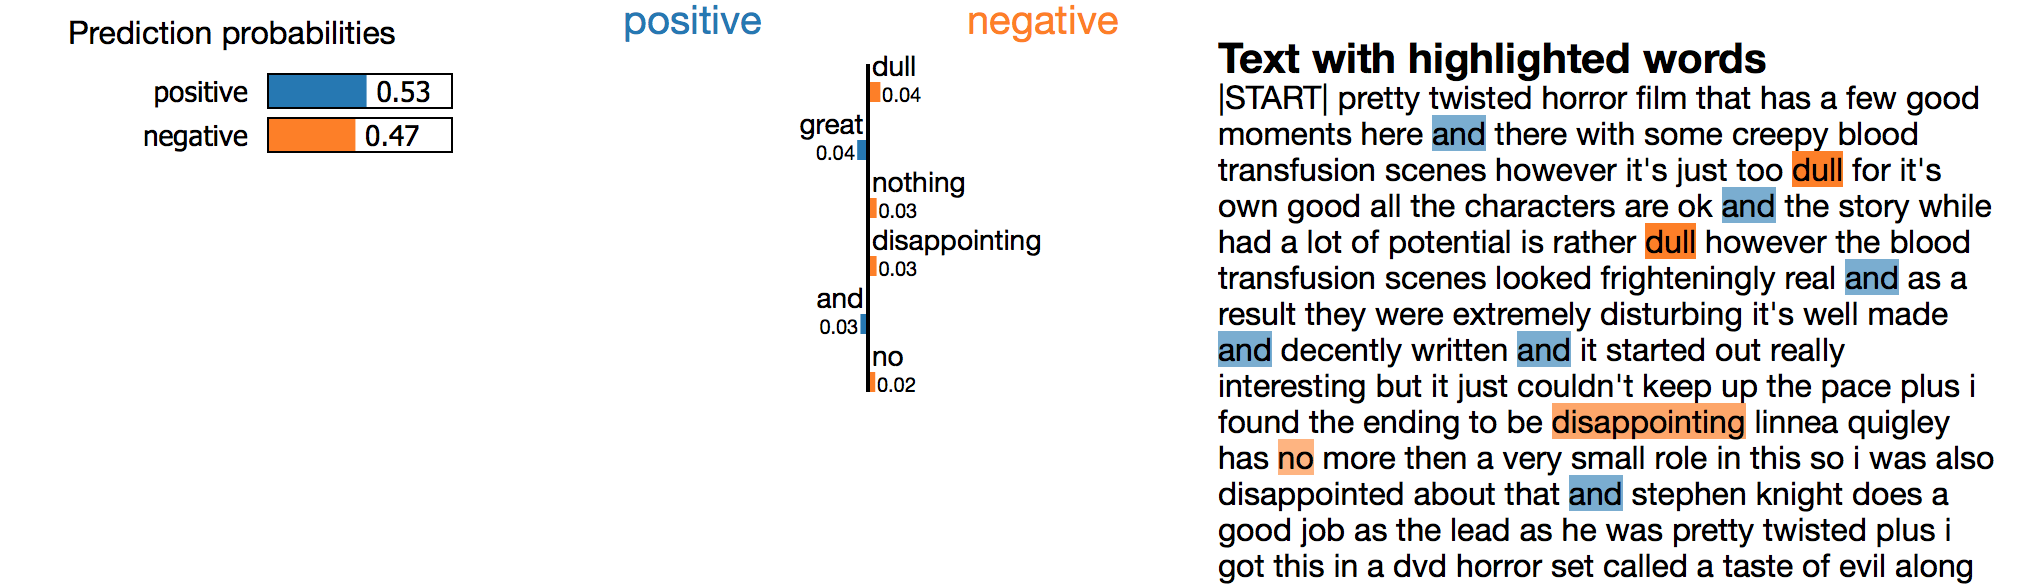 Prediction probabilities
positive 0.53
negative 0.47
positive negative
dull
0.04
great
0.04
nothing
0.03
disappointing
0.03
and
0.03
no
0.02
Text with highlighted words
|START| pretty twisted horror film that has a few good
moments here and there with some creepy blood
transfusion scenes however it's just too dull for it's
own good all the characters are ok and the story while
had a lot of potential is rather dull however the blood
transfusion scenes looked frighteningly real and as a
result they were extremely disturbing it's well made
and decently written and it started out really
interesting but it just couldn't keep up the pace plus i
found the ending to be disappointing linnea quigley
has no more then a very small role in this so i was also
disappointed about that and stephen knight does a
good job as the lead as he was pretty twisted plus i
got this in a dvd horror set called a taste of evil along